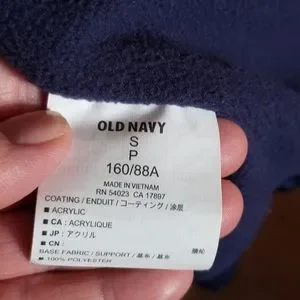 OLD NAVY
S
P
160/88A
MADE IN VIETNAM
RN 54023 CA 17897
COATING / ENDUIT / コーティング / 涂层
■ ACRYLIC
■ CA : ACRYLIQUE
■ JP : アクリル
■ CN :
BASE FABRIC / SUPPORT / 基布 / 基布
■ 100% POLYESTER